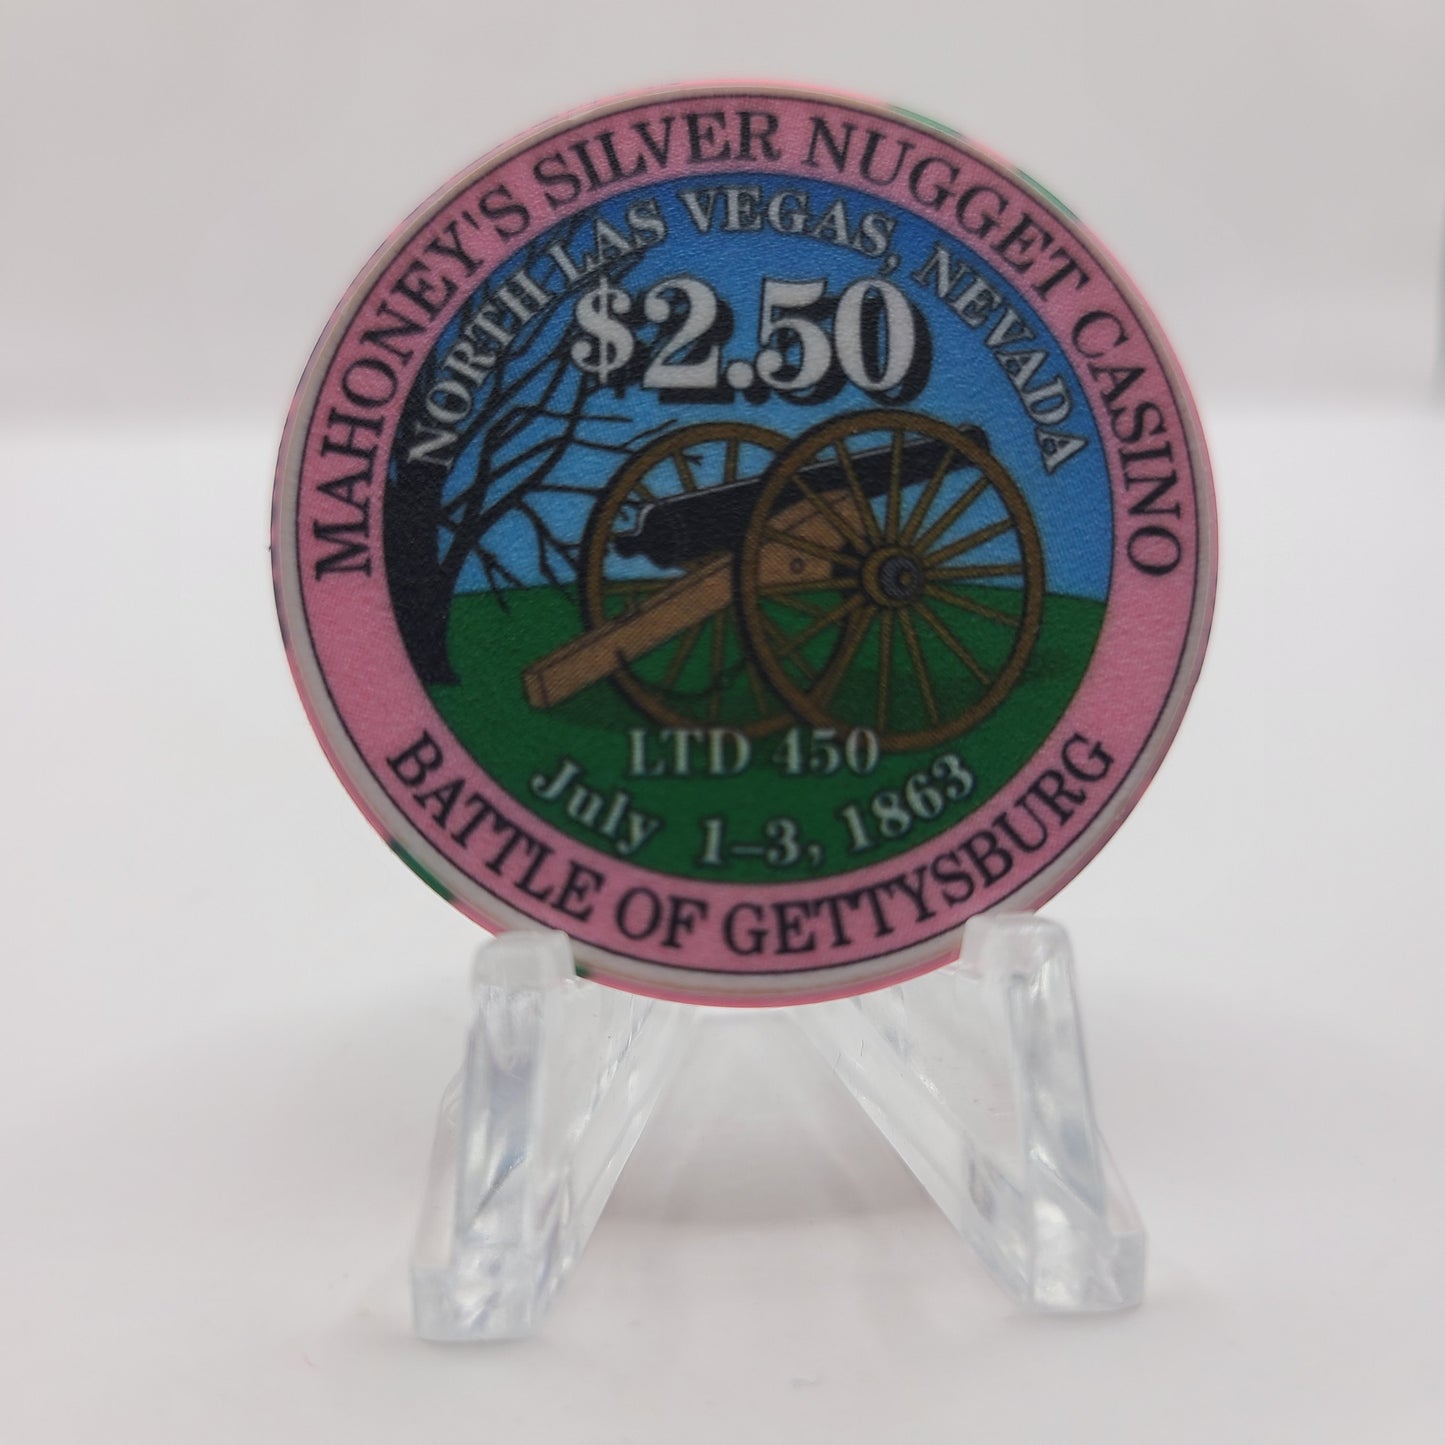 MAHONEY'S SILVER NUGGET CASINO
NORTH LAS VEGAS, NEVADA
$2.50
LTD 450
July 1-3, 1863
BATTLE OF GETTYSBURG